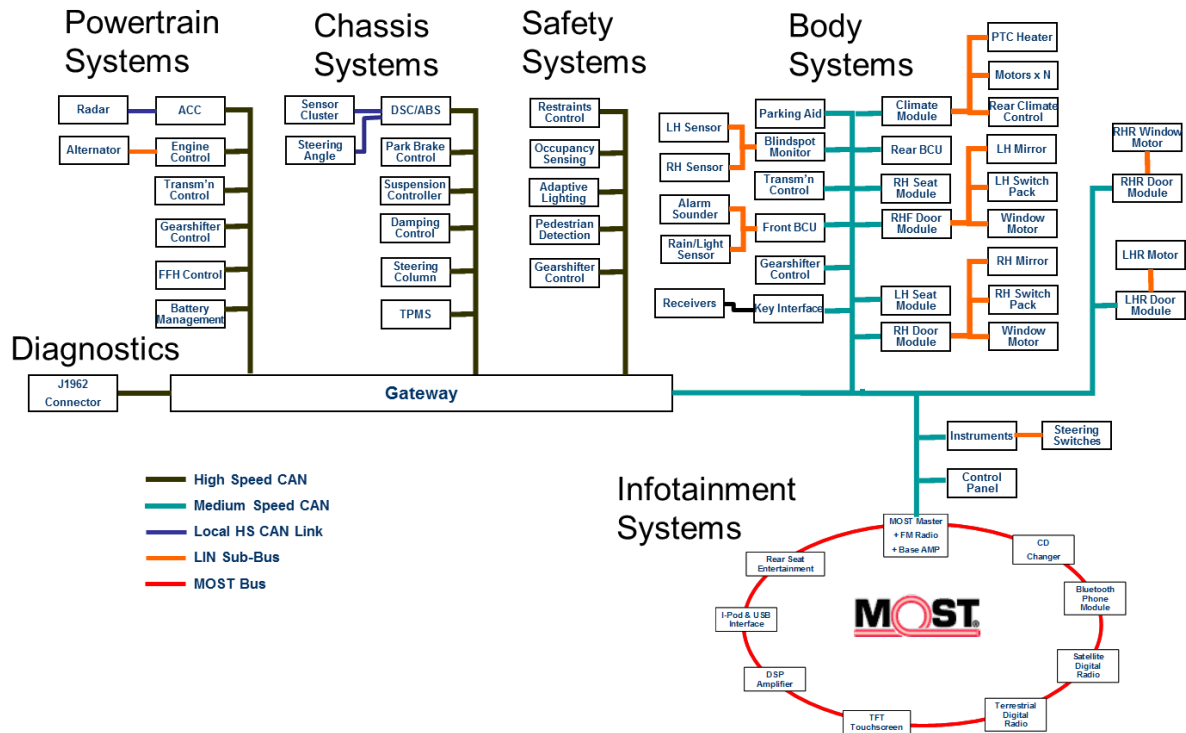 Powertrain
Systems
Chassis
Systems
Safety
Systems
Body
Systems
Radar
ACC
Alternator
Engine
Control
Transm'n
Control
Gearshifter
Control
FFH Control
Battery
Management
Sensor
Cluster
DSC/ABS
Steering
Angle
Park Brake
Control
Suspension
Controller
Damping
Control
Steering
Column
TPMS
Restraints
Control
Occupancy
Sensing
Adaptive
Lighting
Pedestrian
Detection
Gearshifter
Control
LH Sensor
RH Sensor
Alarm
Sounder
Rain/Light
Sensor
Receivers
Parking Aid
Blindspot
Monitor
Transm'n
Control
Front BCU
Gearshifter
Control
Key Interface
Climate
Module
Rear BCU
RH Seat
Module
RHF Door
Module
LH Seat
Module
RH Door
Module
PTC Heater
Motors x N
Rear Climate
Control
LH Mirror
LH Switch
Pack
Window
Motor
RH Mirror
RH Switch
Pack
Window
Motor
RHR Window
Motor
RHR Door
Module
LHR Motor
LHR Door
Module
Diagnostics
J1962
Connector
Gateway
Instruments
Steering
Switches
Control
Panel
High Speed CAN
Medium Speed CAN
Local HS CAN Link
LIN Sub-Bus
MOST Bus
Infotainment
Systems
MOST Master
+ FM Radio
+ Base AMP
CD
Changer
Rear Seat
Entertainment
Bluetooth
Phone
Module
I-Pod & USB
Interface
MOST®
Satellite
Digital
Radio
DSP
Amplifier
Terrestrial
Digital
Radio
TFT
Touchscreen